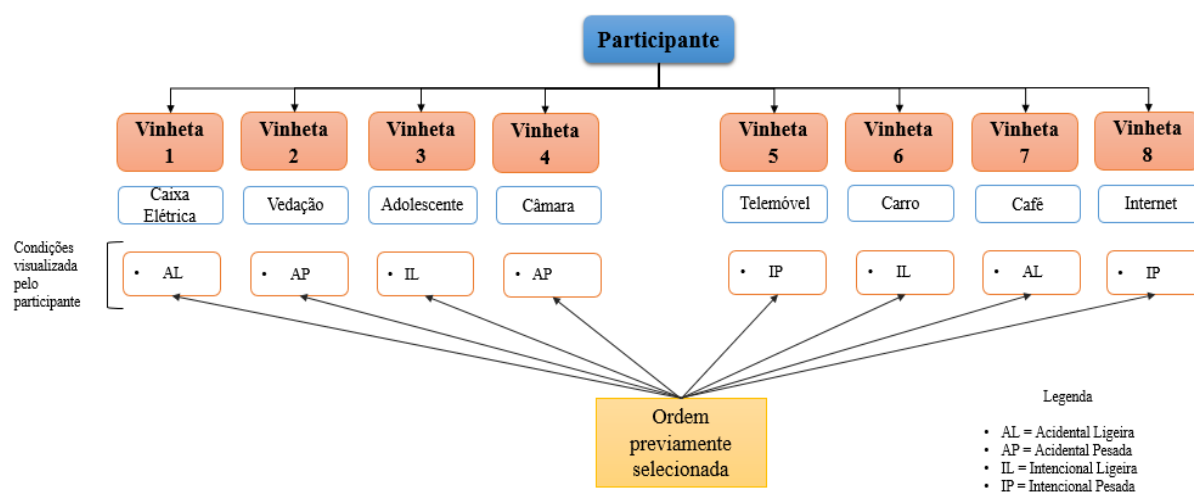 Participante
Vinheta
1
Vinheta
2
Vinheta
3
Vinheta
4
Vinheta
5
Vinheta
6
Vinheta
7
Vinheta
8
Caixa
Elétrica
Vedação
Adolescente
Câmara
Telemóvel
Carro
Café
Internet
Condições
visualizada
pelo
participante
• AL
• AP
• IL
• AP
• IP
• IL
• AL
• IP
Ordem
previamente
selecionada
Legenda
• AL = Acidental Ligeira
• AP = Acidental Pesada
• IL = Intencional Ligeira
• IP = Intencional Pesada